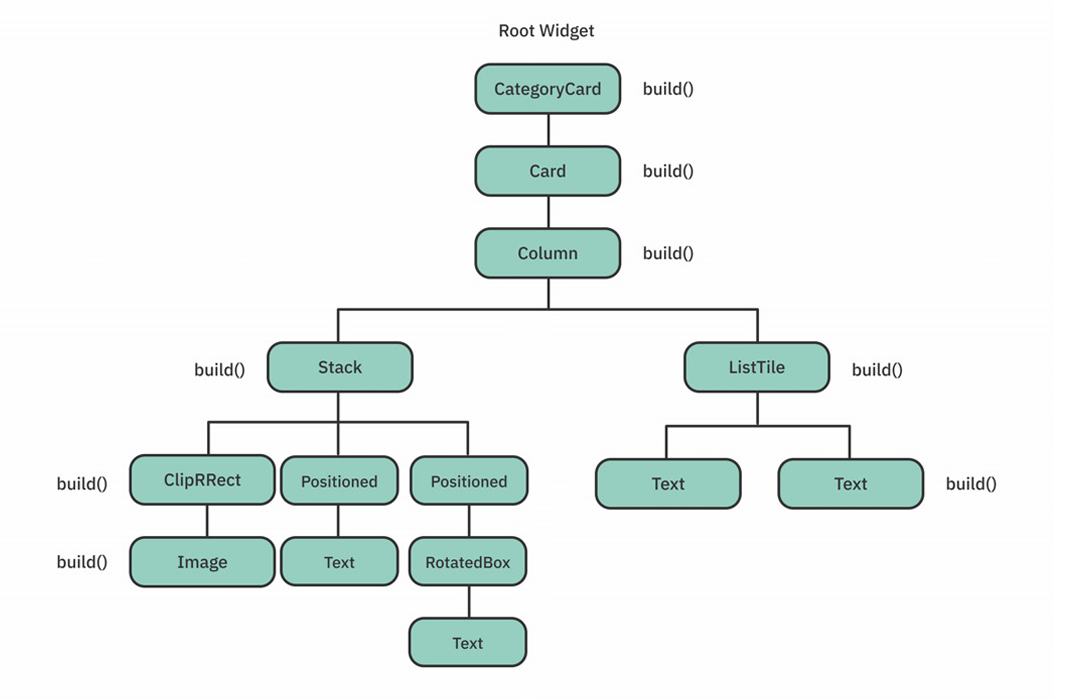 Root Widget
CategoryCard build()
Card build()
Column build()
build() Stack ListTile build()
build() ClipRRect Positioned Positioned Text Text build()
build() Image Text RotatedBox
Text